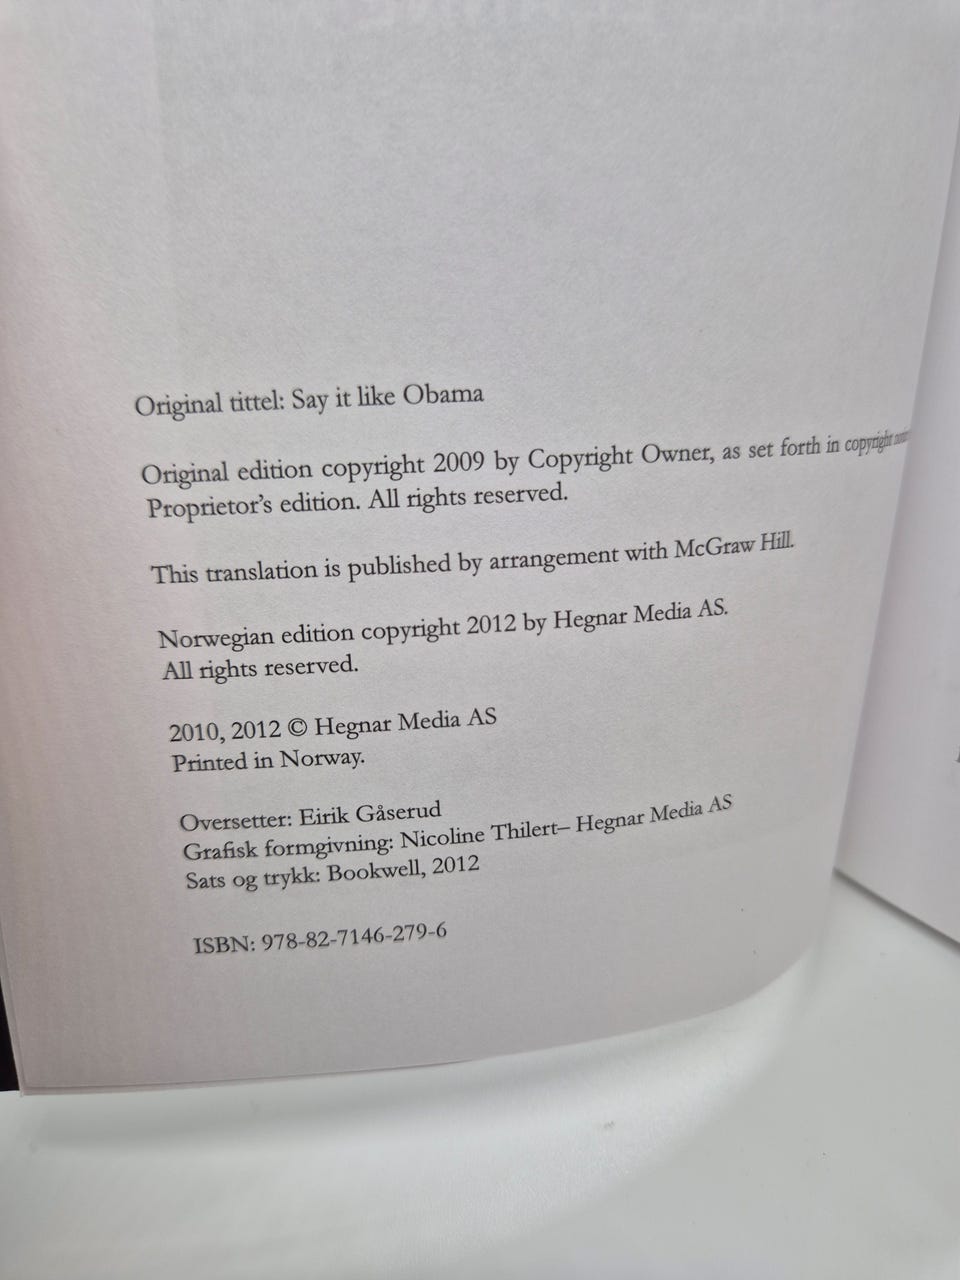 Original tittel: Say it like Obama
Original edition copyright 2009 by Copyright Owner, as set forth in copyright
Proprietor's edition. All rights reserved.
This translation is published by arrangement with McGraw Hill.
Norwegian edition copyright 2012 by Hegnar Media AS.
All rights reserved.
2010, 2012 © Hegnar Media AS
Printed in Norway.
Oversetter: Eirik Gåserud
Grafisk formgivning: Nicoline Thilert– Hegnar Media AS
Sats og trykk: Bookwell, 2012
ISBN: 978-82-7146-279-6